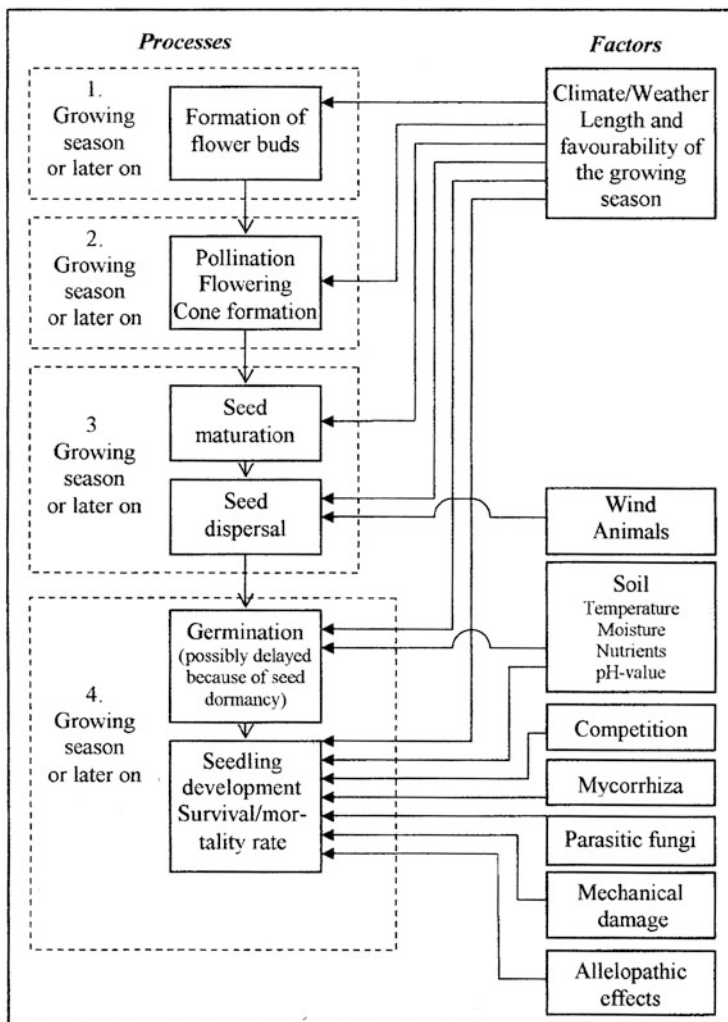 Processes
Factors
1.
Growing
season
or later on
Formation of
flower buds
Climate/Weather
Length and
favourability of
the growing
season
2.
Growing
season
or later on
Pollination
Flowering
Cone formation
3
Growing
season
or later on
Seed
maturation
Seed
dispersal
Wind
Animals
Soil
Temperature
Moisture
Nutrients
pH-value
4.
Growing
season
or later on
Germination
(possibly delayed
because of seed
dormancy)
Seedling
development
Survival/mor-
tality rate
Competition
Mycorrhiza
Parasitic fungi
Mechanical
damage
Allelopathic
effects